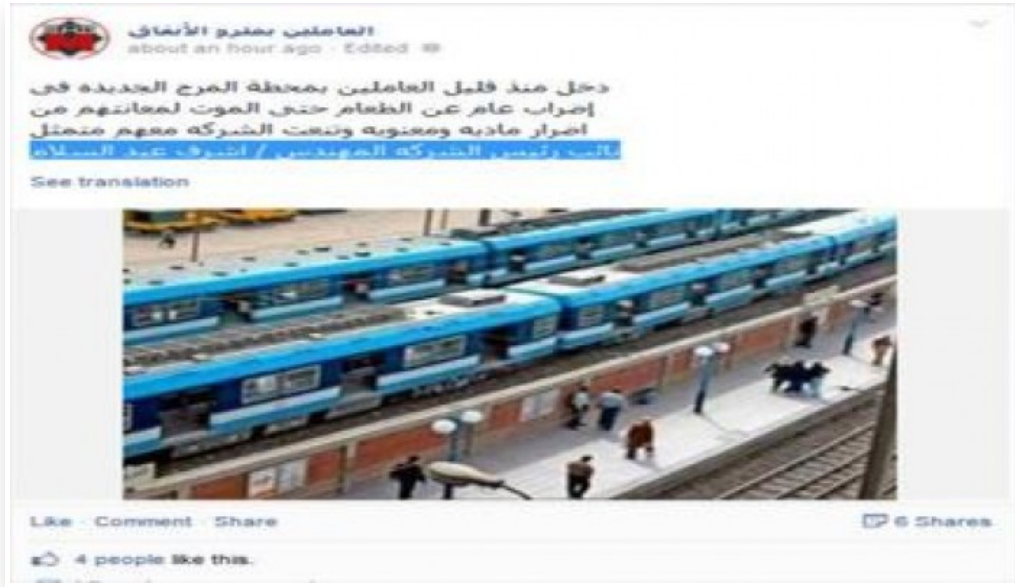 العاملين بمترو الأنفاق
about an hour ago · Edited
دخل منذ قليل العاملين بمحطة المرج الجديده فى
إضراب عام عن الطعام حتى الموت لمعانتهم من
اضرار ماديه ومعنويه وتعنت الشركه معهم متمثل
نائب رئيس الشركه المهندس / اشرف عبد السلام
See translation
Like · Comment · Share
6 Shares
4 people like this.